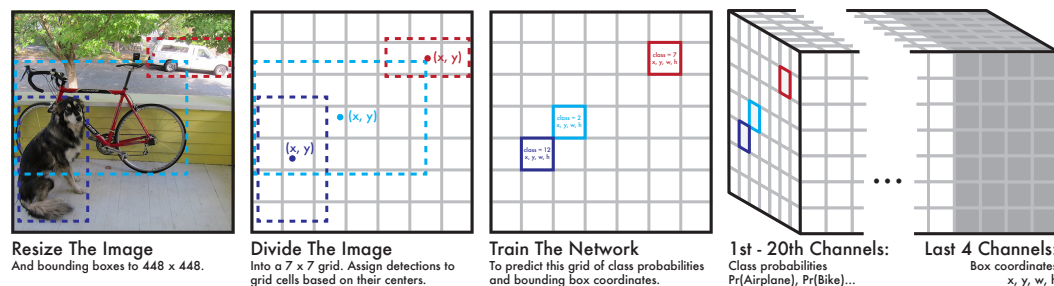 (x, y)
(x, y)
(x, y)
class = 7
x, y, w, h
class = 2
x, y, w, h
class = 12
x, y, w, h
...
Resize The Image
And bounding boxes to 448 x 448.
Divide The Image
Into a 7 x 7 grid. Assign detections to
grid cells based on their centers.
Train The Network
To predict this grid of class probabilities
and bounding box coordinates.
1st - 20th Channels:
Class probabilities
Pr(Airplane), Pr(Bike)...
Last 4 Channels:
Box coordinates
x, y, w, h